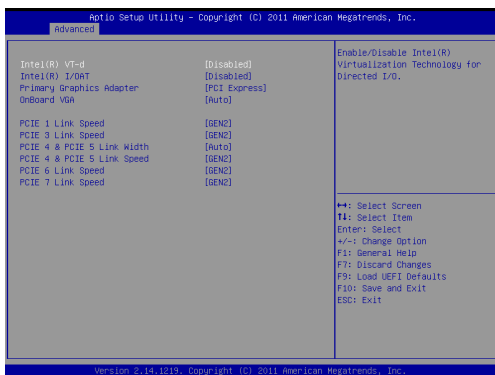 Aptio Setup Utility – Copyright (C) 2011 American Megatrends, Inc.
Advanced
Intel(R) VT-d [Disabled]
Intel(R) I/OAT [Disabled]
Primary Graphics Adapter [PCI Express]
OnBoard VGA [Auto]
PCIE 1 Link Speed [GEN2]
PCIE 3 Link Speed [GEN2]
PCIE 4 & PCIE 5 Link Width [Auto]
PCIE 4 & PCIE 5 Link Speed [GEN2]
PCIE 6 Link Speed [GEN2]
PCIE 7 Link Speed [GEN2]
Enable/Disable Intel(R)
Virtualization Technology for
Directed I/O.
↔: Select Screen
↑↓: Select Item
Enter: Select
+/-: Change Option
F1: General Help
F7: Discard Changes
F9: Load UEFI Defaults
F10: Save and Exit
ESC: Exit
Version 2.14.1219. Copyright (C) 2011 American Megatrends, Inc.